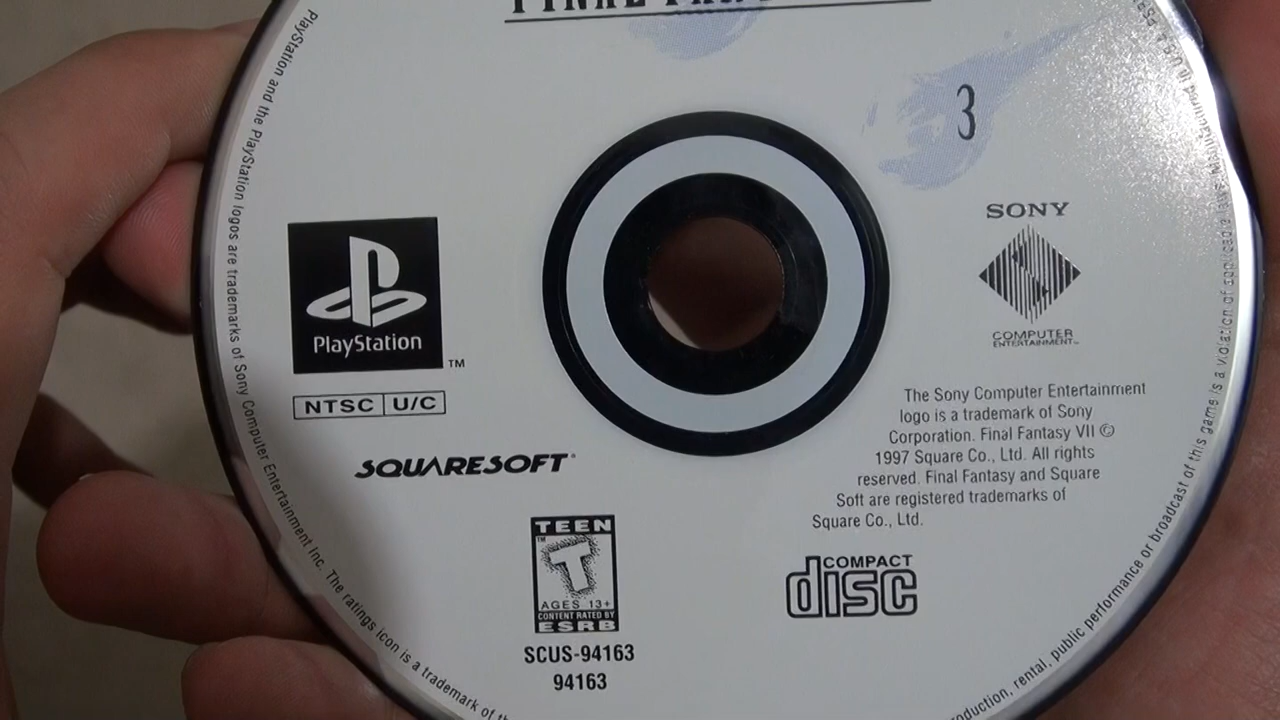 FINAL
3
SONY
COMPUTER
ENTERTAINMENT™
PlayStation
™
NTSC U/C
SQUARESOFT
The Sony Computer Entertainment
logo is a trademark of Sony
Corporation. Final Fantasy VII ©
1997 Square Co., Ltd. All rights
reserved. Final Fantasy and Square
Soft are registered trademarks of
Square Co., Ltd.
TEEN
™
T
AGES 13+
CONTENT RATED BY
ESRB
COMPACT
disc
SCUS-94163
94163
PlayStation and the PlayStation logos are trademarks of Sony Computer Entertainment Inc. The ratings icon is a trademark of
of this game is a violation of applicable
rental, public performance or broadcast